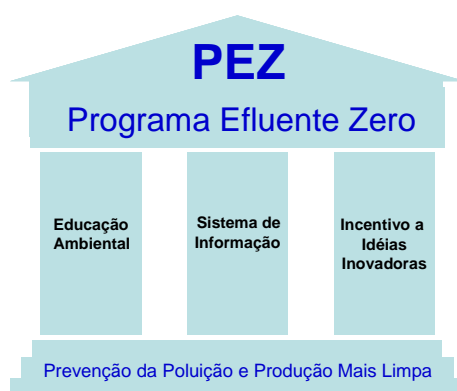 PEZ
Programa Efluente Zero
Educação
Ambiental
Sistema de
Informação
Incentivo a
Idéias
Inovadoras
Prevenção da Poluição e Produção Mais Limpa